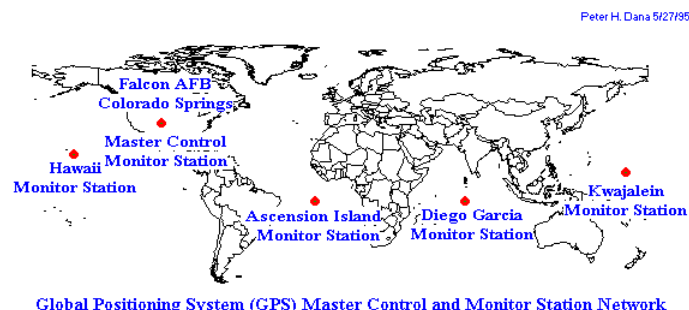 Peter H. Dana 5/27/95
Falcon AFB
Colorado Springs
Master Control
Monitor Station
Hawaii
Monitor Station
Ascension Island
Monitor Station
Diego Garcia
Monitor Station
Kwajalein
Monitor Station
Global Positioning System (GPS) Master Control and Monitor Station Network